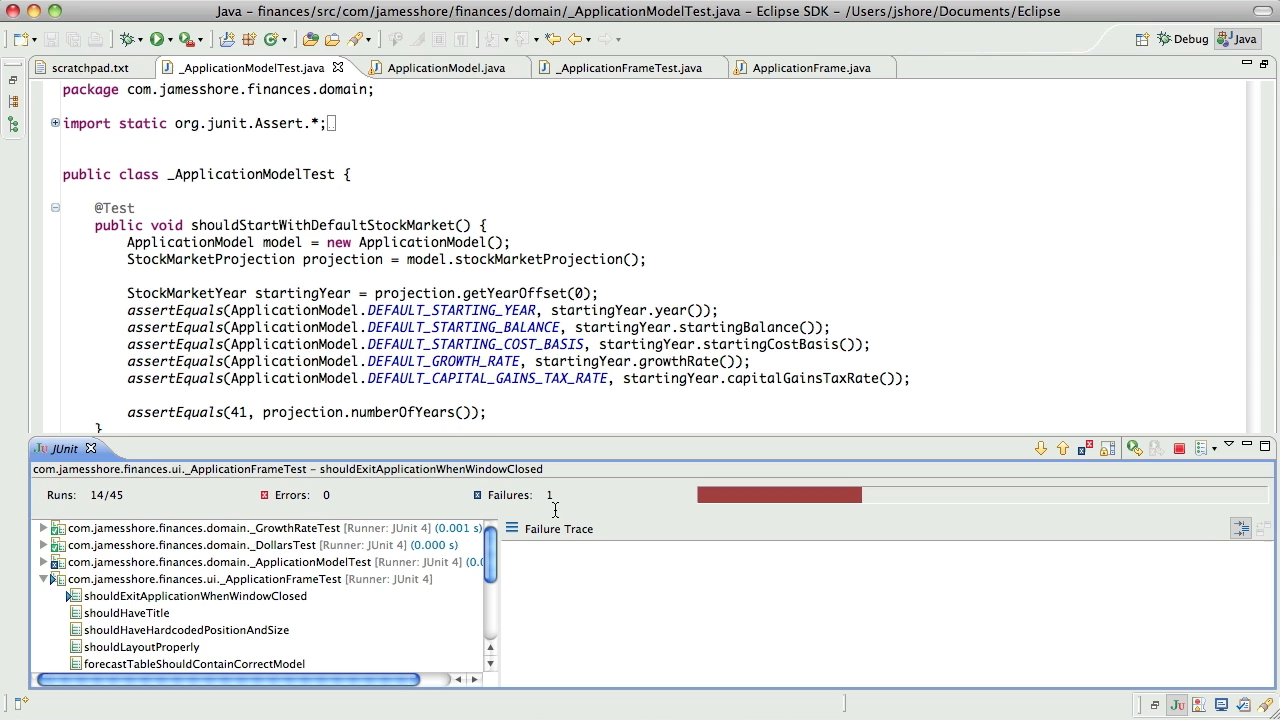 Java – finances/src/com/jamesshore/finances/domain/_ApplicationModelTest.java – Eclipse SDK – /Users/jshore/Documents/Eclipse
Debug Java
scratchpad.txt _ApplicationModelTest.java ApplicationModel.java _ApplicationFrameTest.java ApplicationFrame.java
package com.jamesshore.finances.domain;
import static org.junit.Assert.*;
public class _ApplicationModelTest {
@Test
public void shouldStartWithDefaultStockMarket() {
ApplicationModel model = new ApplicationModel();
StockMarketProjection projection = model.stockMarketProjection();
StockMarketYear startingYear = projection.getYearOffset(0);
assertEquals(ApplicationModel.DEFAULT_STARTING_YEAR, startingYear.year());
assertEquals(ApplicationModel.DEFAULT_STARTING_BALANCE, startingYear.startingBalance());
assertEquals(ApplicationModel.DEFAULT_STARTING_COST_BASIS, startingYear.startingCostBasis());
assertEquals(ApplicationModel.DEFAULT_GROWTH_RATE, startingYear.growthRate());
assertEquals(ApplicationModel.DEFAULT_CAPITAL_GAINS_TAX_RATE, startingYear.capitalGainsTaxRate());
assertEquals(41, projection.numberOfYears());
}
JUnit
com.jamesshore.finances.ui._ApplicationFrameTest – shouldExitApplicationWhenWindowClosed
Runs: 14/45 Errors: 0 Failures: 1
com.jamesshore.finances.domain._GrowthRateTest [Runner: JUnit 4] (0.001 s)
Failure Trace
com.jamesshore.finances.domain._DollarsTest [Runner: JUnit 4] (0.000 s)
com.jamesshore.finances.domain._ApplicationModelTest [Runner: JUnit 4] (0.0
com.jamesshore.finances.ui._ApplicationFrameTest [Runner: JUnit 4]
shouldExitApplicationWhenWindowClosed
shouldHaveTitle
shouldHaveHardcodedPositionAndSize
shouldLayoutProperly
forecastTableShouldContainCorrectModel